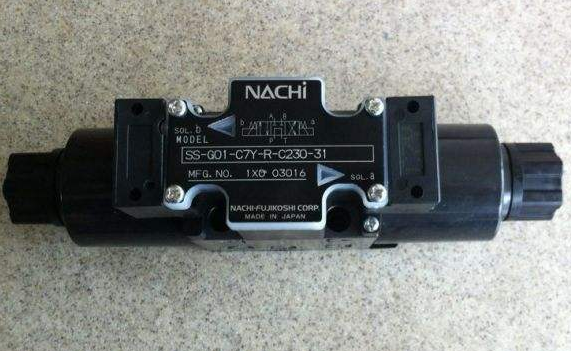 NACHi
A B
SOL.b b a
MODEL P T
SS-G01-C7Y-R-C230-31
MFG.NO. 1X0 03016 SOL.a
NACHI-FUJIKOSHI CORP.
MADE IN JAPAN